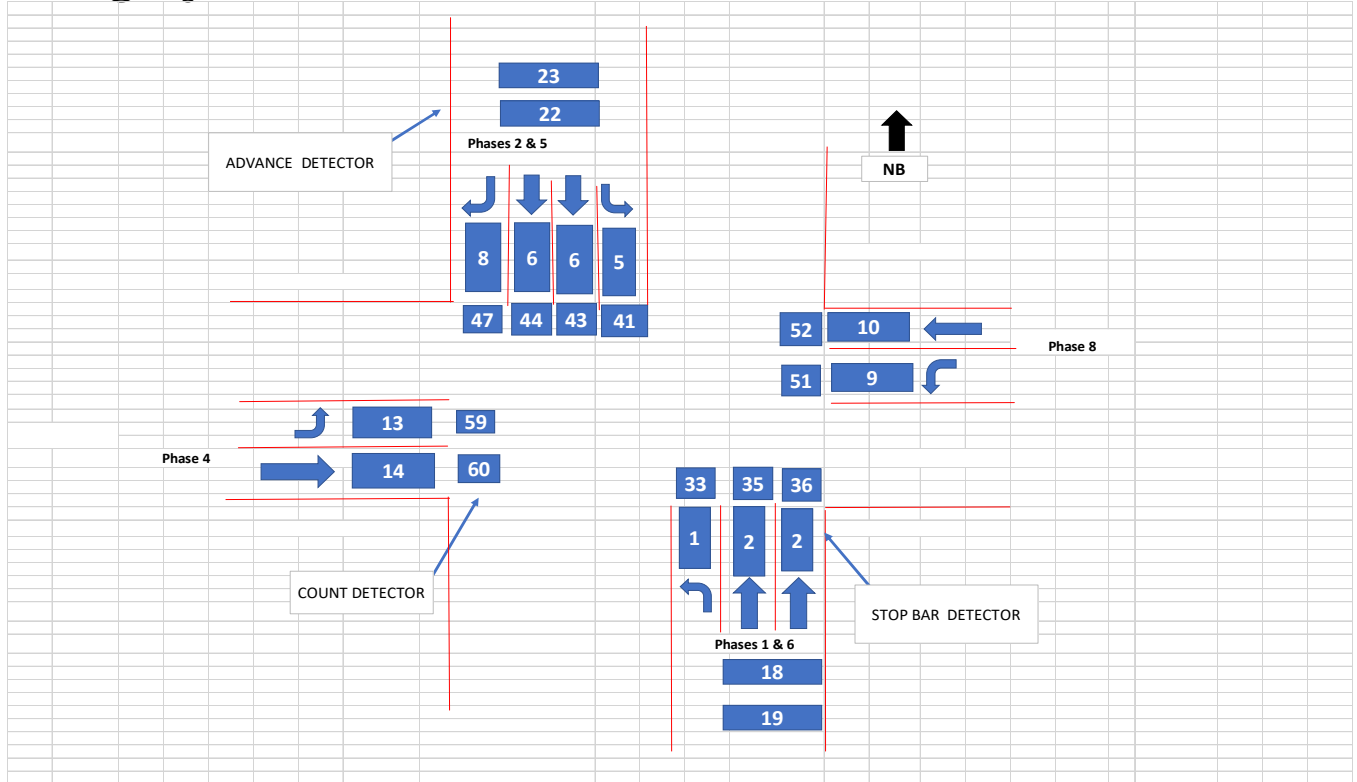 23
22
Phases 2 & 5
ADVANCE DETECTOR
NB
8 6 6 5
47 44 43 41
52 10
Phase 8
51 9
13 59
Phase 4
14 60
33 35 36
1 2 2
COUNT DETECTOR
STOP BAR DETECTOR
Phases 1 & 6
18
19